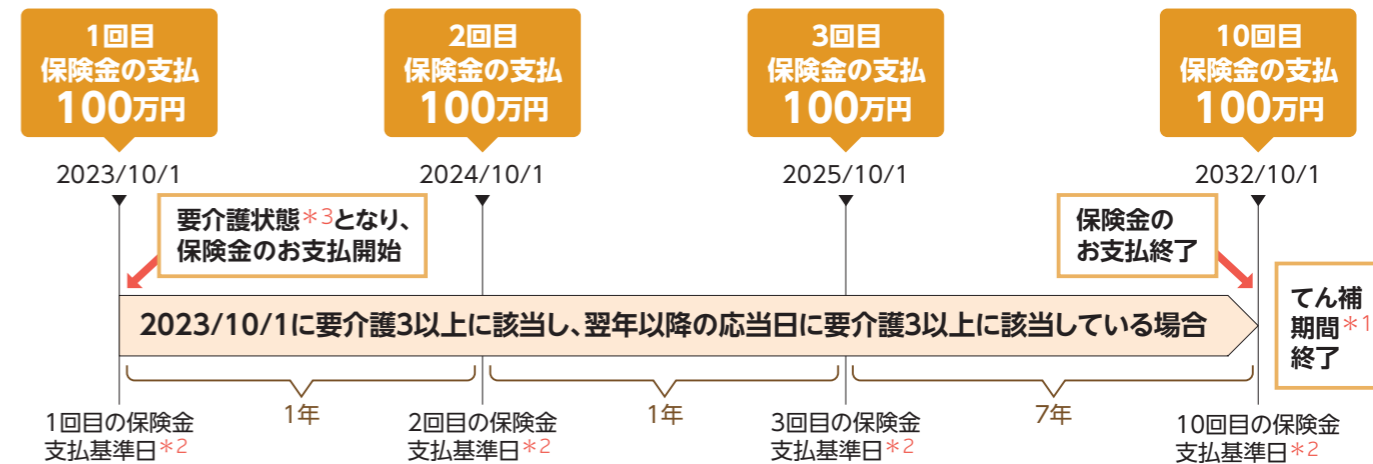 1回目
保険金の支払
100万円
2回目
保険金の支払
100万円
3回目
保険金の支払
100万円
10回目
保険金の支払
100万円
2023/10/1
2024/10/1
2025/10/1
2032/10/1
要介護状態*3となり、
保険金のお支払開始
保険金の
お支払終了
てん補
期間*1
終了
2023/10/1に要介護3以上に該当し、翌年以降の応当日に要介護3以上に該当している場合
1年
1年
7年
1回目の保険金
支払基準日*2
2回目の保険金
支払基準日*2
3回目の保険金
支払基準日*2
10回目の保険金
支払基準日*2